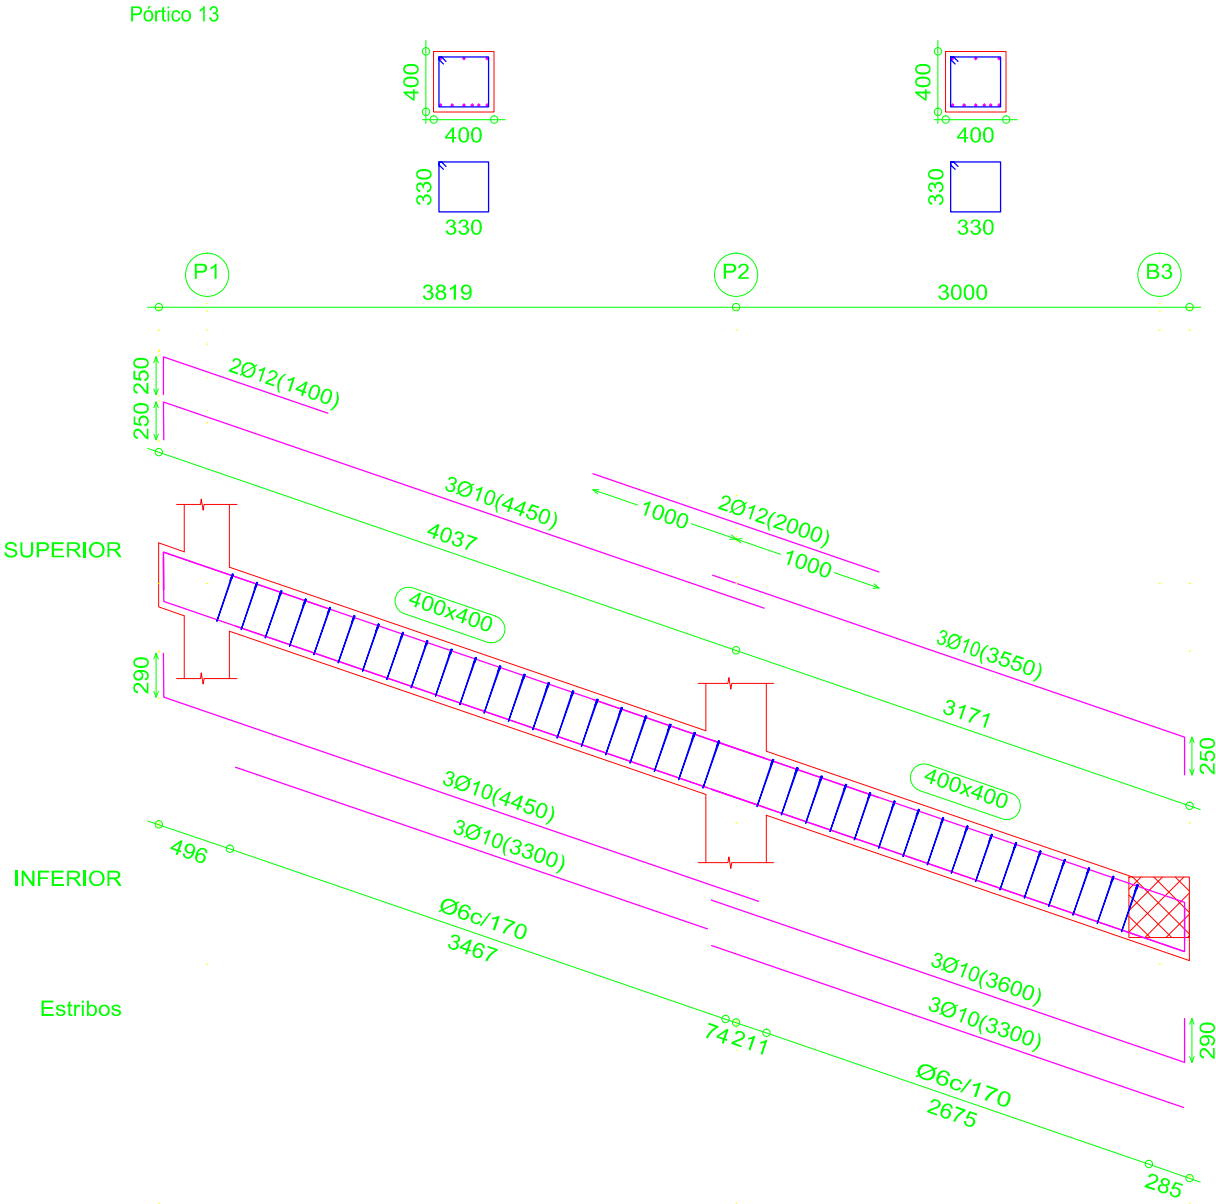 Pórtico 13
400
400
400
400
330
330
330
330
P1
P2
B3
3819
3000
250
2Ø12(1400)
250
3Ø10(4450)
2Ø12(2000)
1000
1000
4037
SUPERIOR
400x400
3Ø10(3550)
290
3171
250
400x400
3Ø10(4450)
3Ø10(3300)
496
INFERIOR
Ø6c/170
3467
3Ø10(3600)
3Ø10(3300)
Estribos
74
211
290
Ø6c/170
2675
285